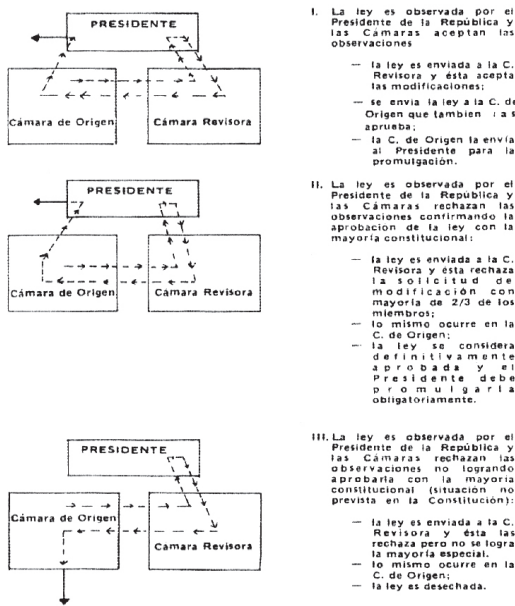 PRESIDENTE
Cámara de Origen
Cámara Revisora
I. La ley es observada por el
Presidente de la República y
las Cámaras aceptan las
observaciones
— la ley es enviada a la C.
Revisora y ésta acepta
las modificaciones;
— se envía la ley a la C. de
Origen que también las
aprueba;
— la C. de Origen la envía
al Presidente para la
promulgación.
PRESIDENTE
Cámara de Origen
Cámara Revisora
II. La ley es observada por el
Presidente de la República y
las Cámaras rechazan las
observaciones confirmando la
aprobacion de la ley con la
mayoría constitucional:
— la ley es enviada a la C.
Revisora y ésta rechaza
la solicitud de
modificación con
mayoría de 2/3 de los
miembros;
— lo mismo ocurre en la
C. de Origen;
— la ley se considera
definitivamente
aprobada y el
Presidente debe
promulgarla
obligatoriamente.
PRESIDENTE
Cámara de Origen
Cámara Revisora
III. La ley es observada por el
Presidente de la República y
las Cámaras rechazan las
observaciones no logrando
aprobarla con la mayoría
constitucional (situación no
prevista en la Constitución):
— la ley es enviada a la C.
Revisora y ésta las
rechaza pero no se logra
la mayoría especial.
— lo mismo ocurre en la
C. de Origen;
— la ley es desechada.